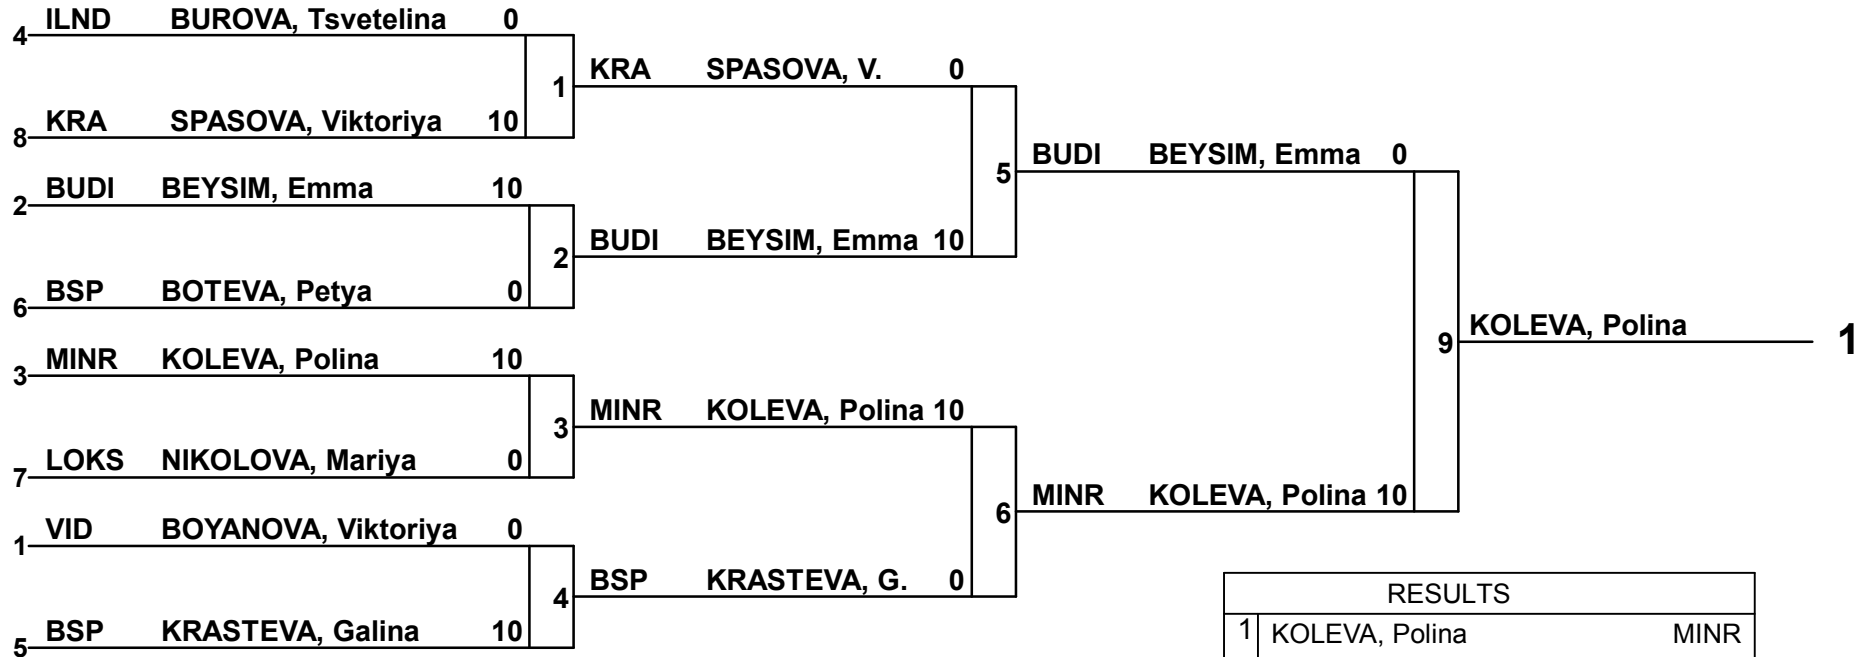 4 ILND BUROVA, Tsvetelina 0
1 KRA SPASOVA, V. 0
8 KRA SPASOVA, Viktoriya 10
5 BUDI BEYSIM, Emma 0
2 BUDI BEYSIM, Emma 10
2 BUDI BEYSIM, Emma 10
6 BSP BOTEVA, Petya 0
9 KOLEVA, Polina 1
3 MINR KOLEVA, Polina 10
3 MINR KOLEVA, Polina 10
7 LOKS NIKOLOVA, Mariya 0
6 MINR KOLEVA, Polina 10
1 VID BOYANOVA, Viktoriya 0
4 BSP KRASTEVA, G. 0
5 BSP KRASTEVA, Galina 10
RESULTS
1 KOLEVA, Polina MINR